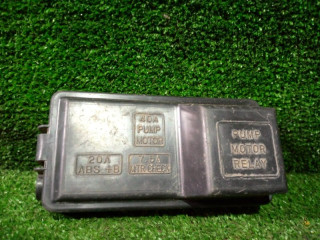 40A
PUMP
MOTOR
20A
ABS +B
PUMP
MOTOR
RELAY